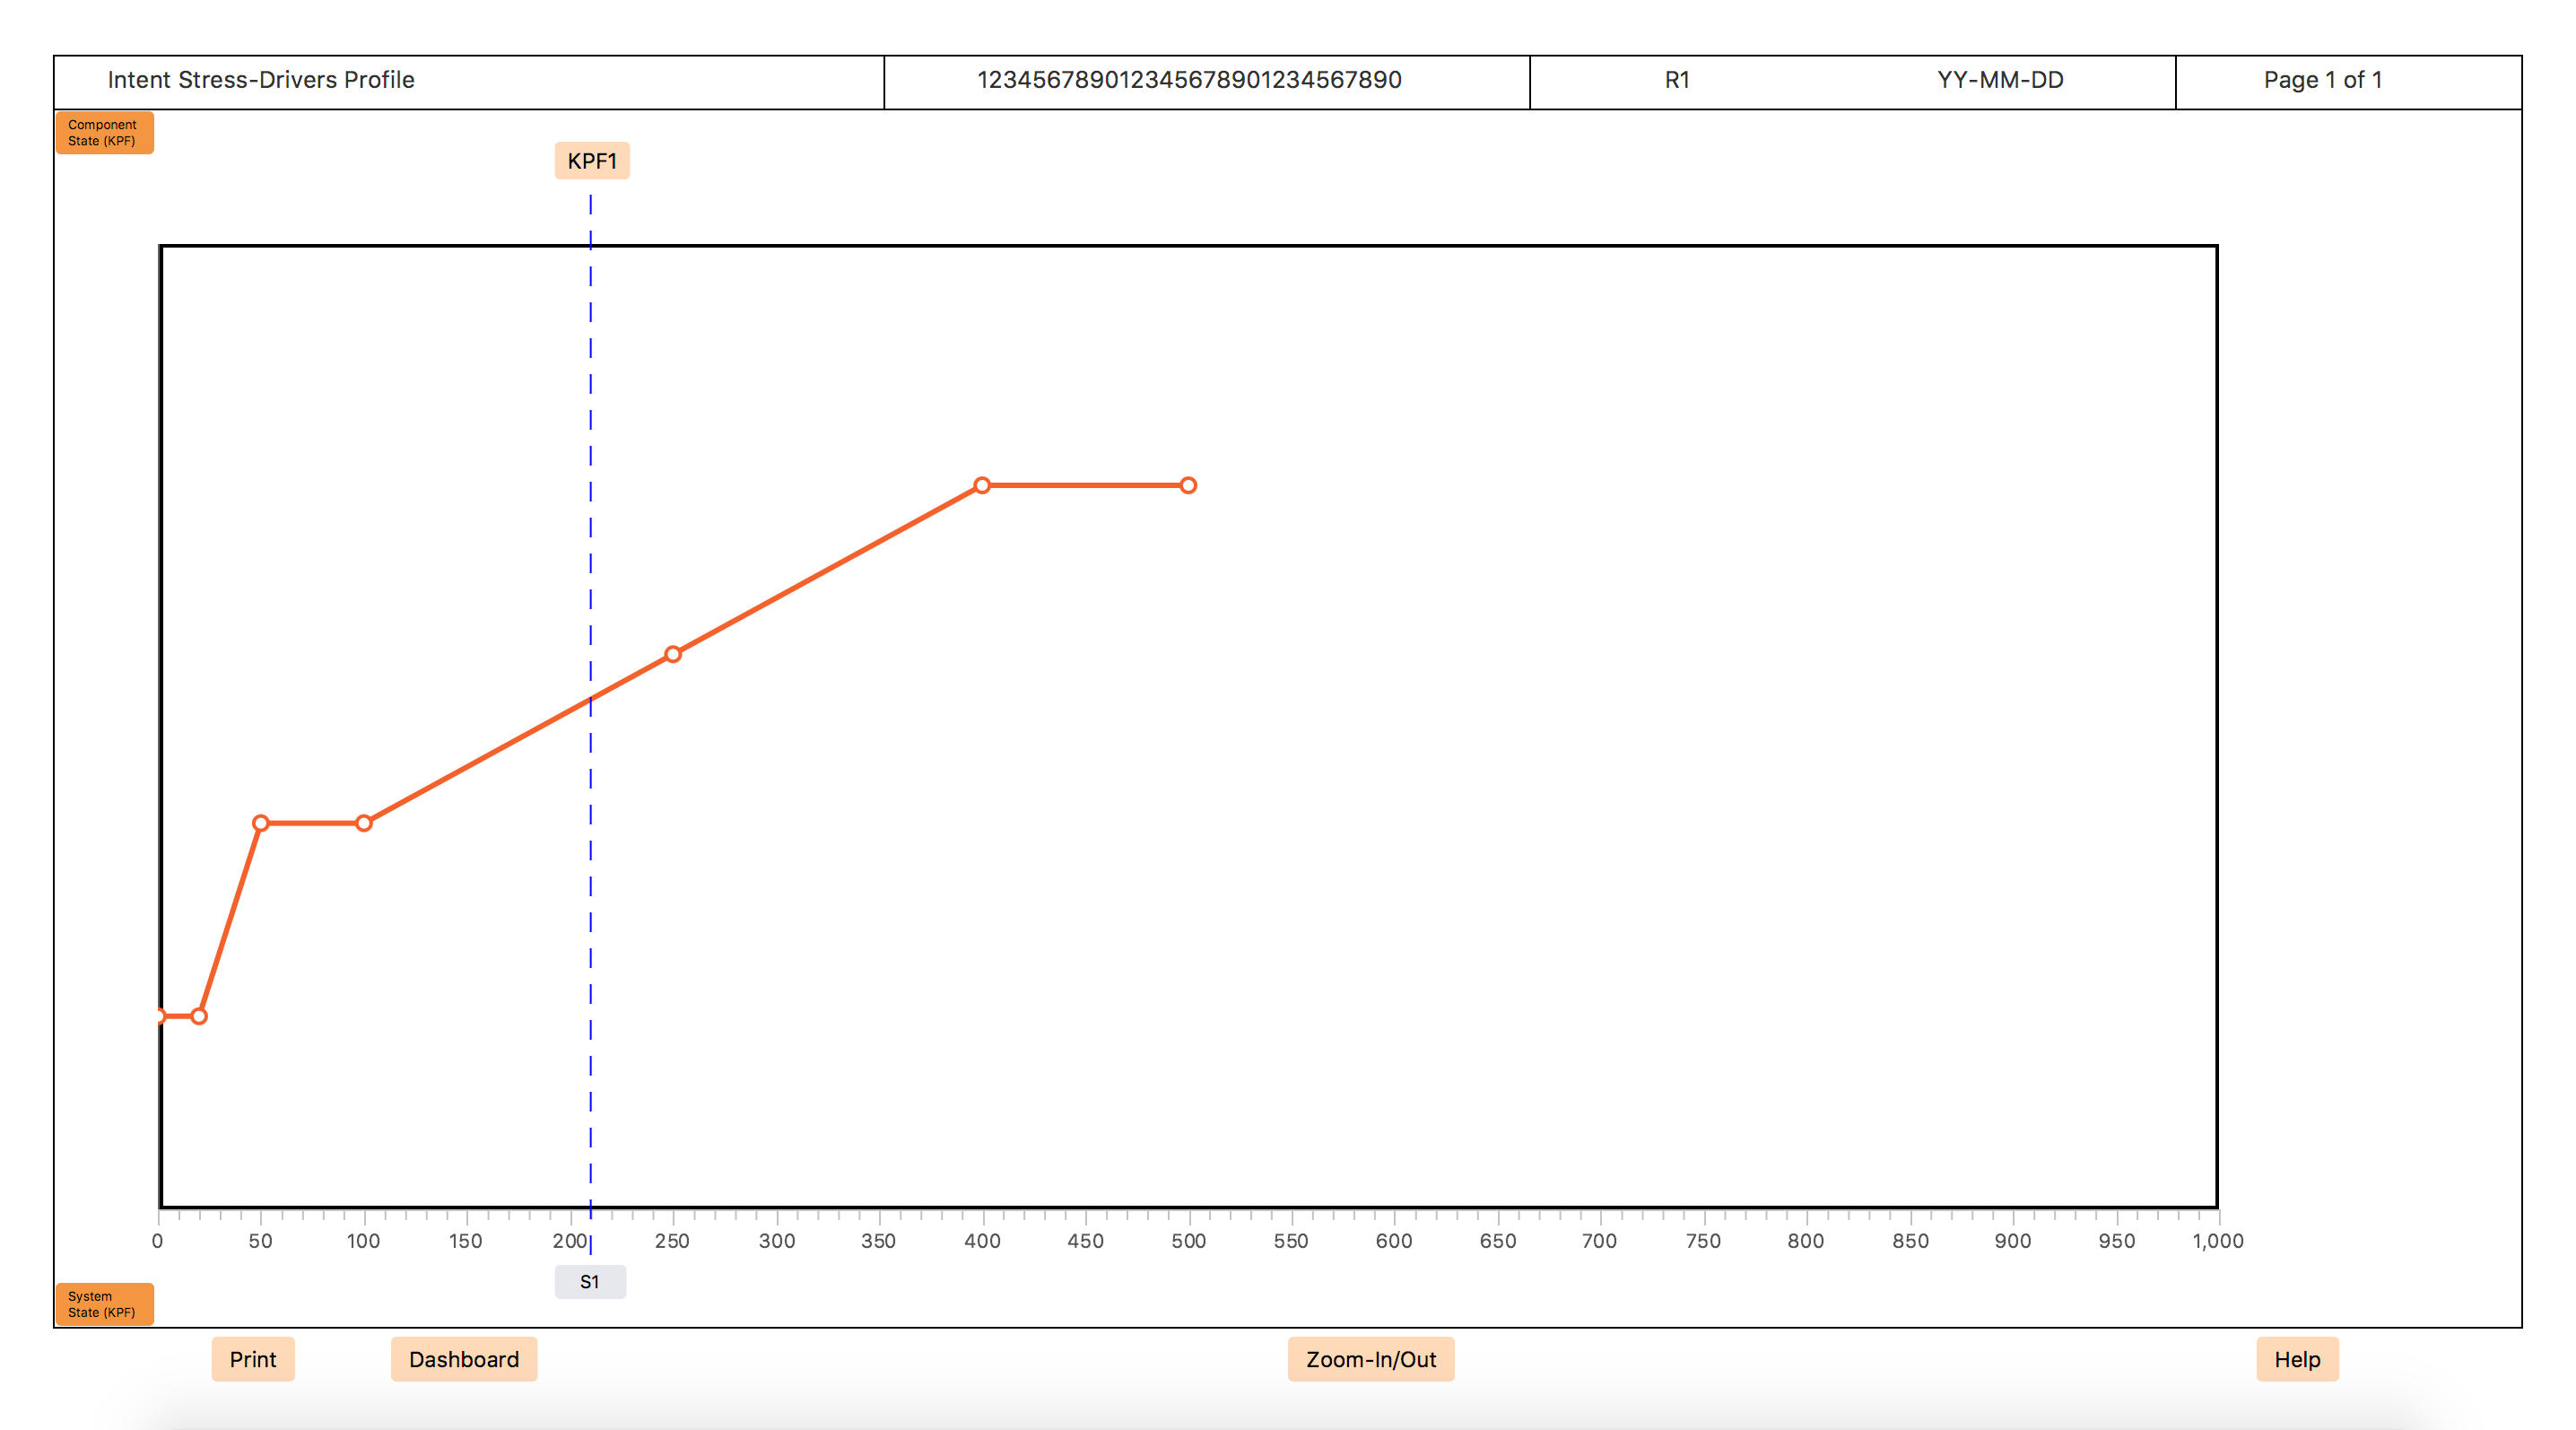 Intent Stress-Drivers Profile
123456789012345678901234567890
R1
YY-MM-DD
Page 1 of 1
Component
State (KPF)
KPF1
0 50 100 150 200 250 300 350 400 450 500 550 600 650 700 750 800 850 900 950 1,000
S1
System
State (KPF)
Print
Dashboard
Zoom-In/Out
Help